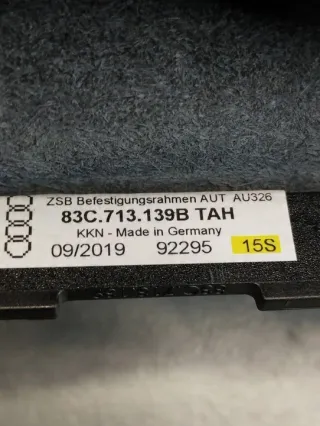 ZSB Befestigungsrahmen AUT AU326
83C.713.139B TAH
KKN - Made in Germany
09/2019 92295 15S